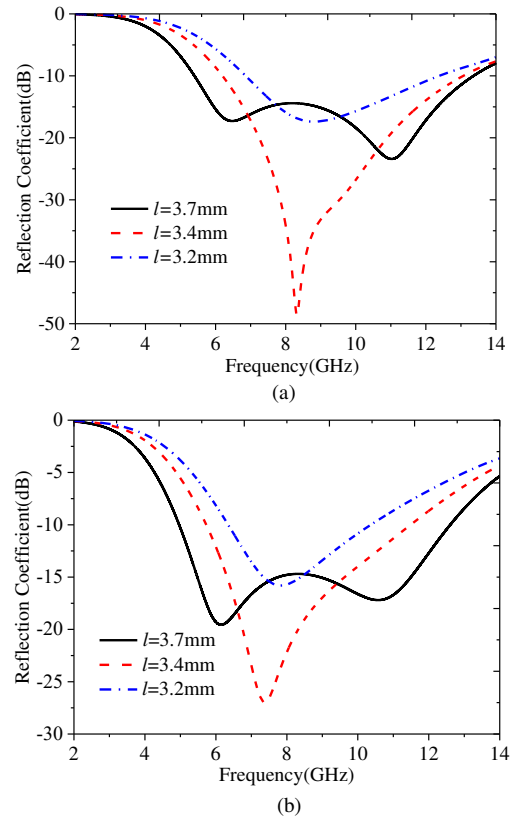 0
-10
-20
-30
-40
-50
Reflection Coefficient(dB)
l=3.7mm
l=3.4mm
l=3.2mm
2 4 6 8 10 12 14
Frequency(GHz)
(a)
0
-5
-10
-15
-20
-25
-30
Reflection Coefficient(dB)
l=3.7mm
l=3.4mm
l=3.2mm
2 4 6 8 10 12 14
Frequency(GHz)
(b)